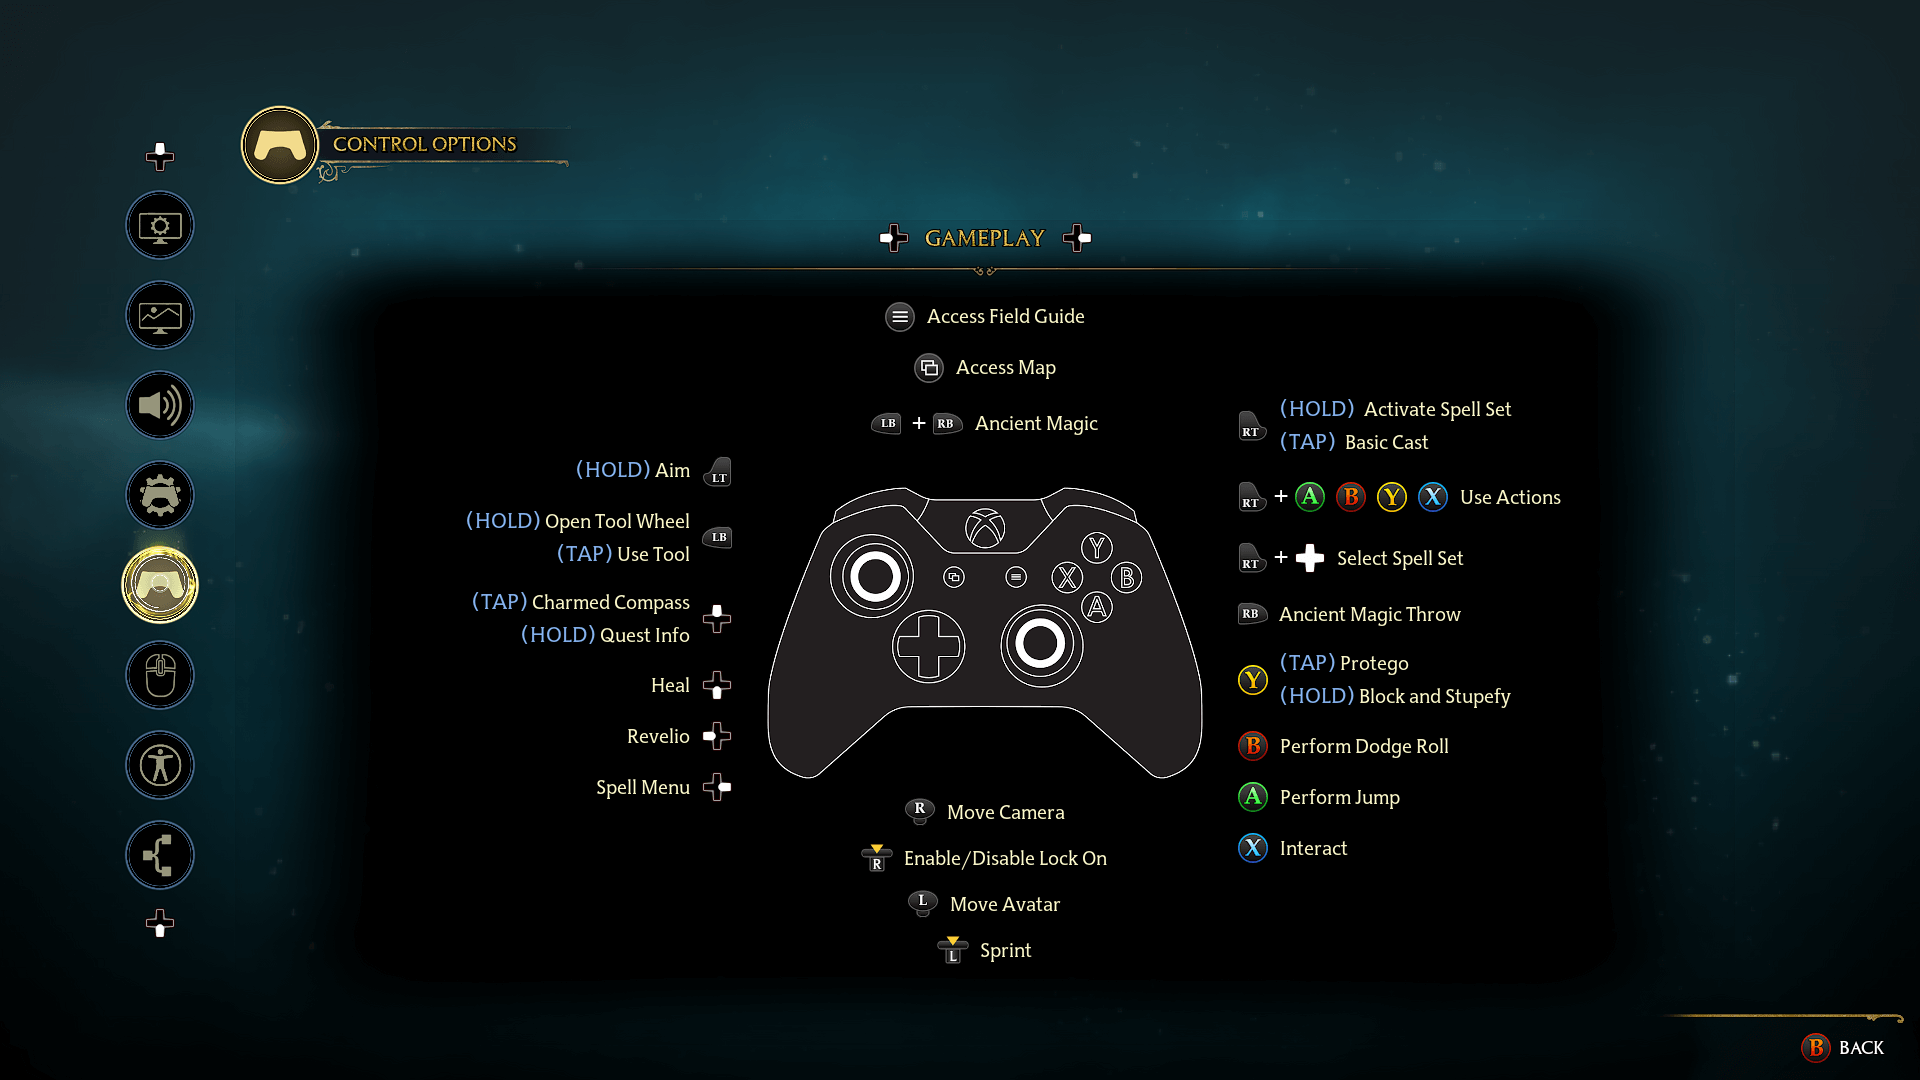 CONTROL OPTIONS
GAMEPLAY
Access Field Guide
Access Map
LB + RB Ancient Magic
(HOLD) Aim LT
(HOLD) Open Tool Wheel
(TAP) Use Tool
LB
(TAP) Charmed Compass
(HOLD) Quest Info
Heal
Revelio
Spell Menu
Y
X B
A
RT
(HOLD) Activate Spell Set
(TAP) Basic Cast
RT + A B Y X Use Actions
RT + Select Spell Set
RB Ancient Magic Throw
Y
(TAP) Protego
(HOLD) Block and Stupefy
B Perform Dodge Roll
A Perform Jump
X Interact
R Move Camera
R Enable/Disable Lock On
L Move Avatar
L Sprint
B BACK